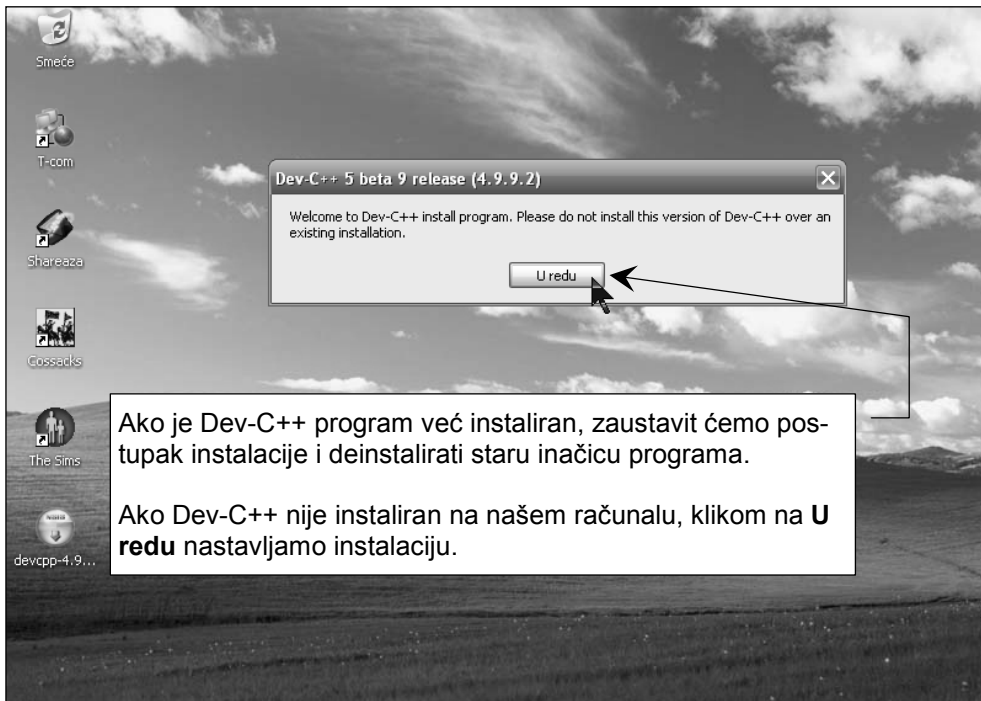 Smeće
T-com
Shareaza
Cossacks
The Sims
devcpp-4.9...
Dev-C++ 5 beta 9 release (4.9.9.2)
Welcome to Dev-C++ install program. Please do not install this version of Dev-C++ over an
existing installation.
U redu
Ako je Dev-C++ program već instaliran, zaustavit ćemo pos-
tupak instalacije i deinstalirati staru inačicu programa.
Ako Dev-C++ nije instaliran na našem računalu, klikom na U
redu nastavljamo instalaciju.